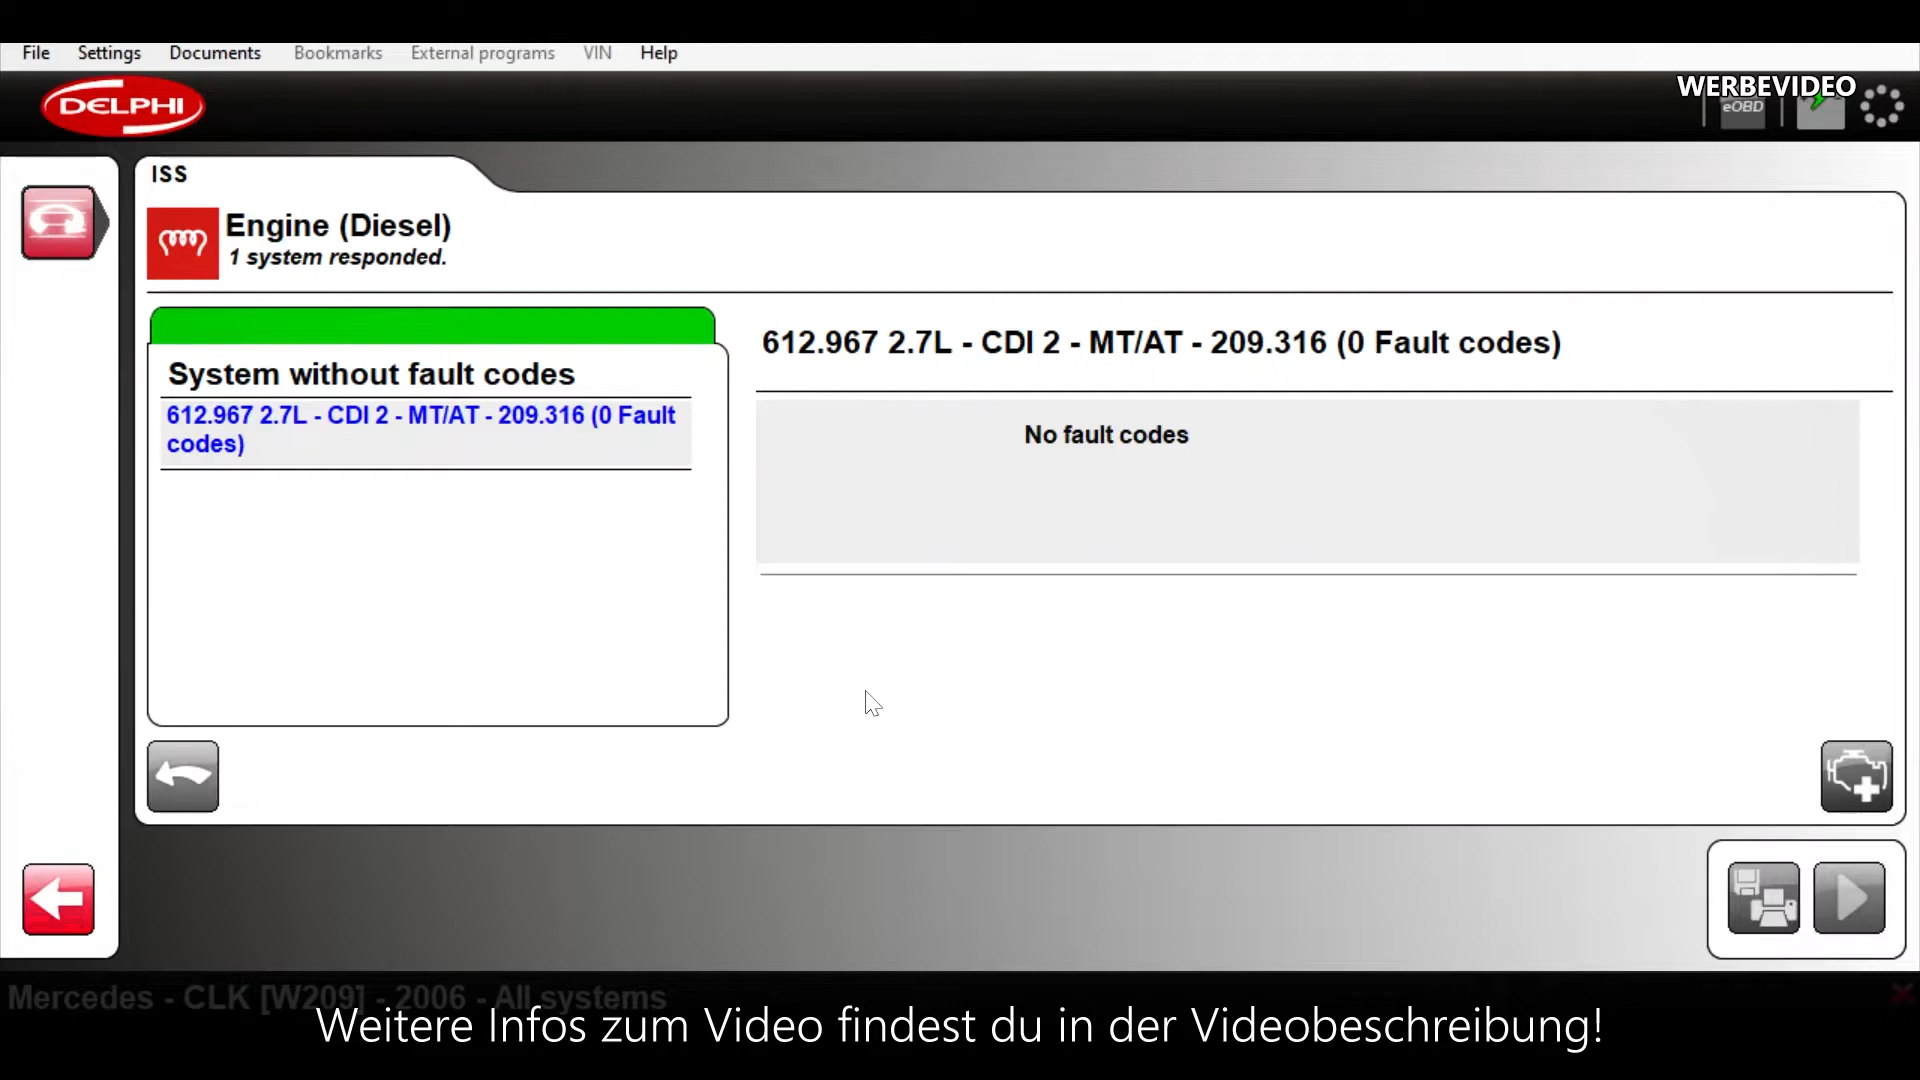 File Settings Documents Bookmarks External programs VIN Help
DELPHI
WERBEVIDEO
eOBD
ISS
Engine (Diesel)
1 system responded.
System without fault codes
612.967 2.7L - CDI 2 - MT/AT - 209.316 (0 Fault
codes)
612.967 2.7L - CDI 2 - MT/AT - 209.316 (0 Fault codes)
No fault codes
Mercedes - CLK [W209] - 2006 - All systems
Weitere Infos zum Video findest du in der Videobeschreibung!